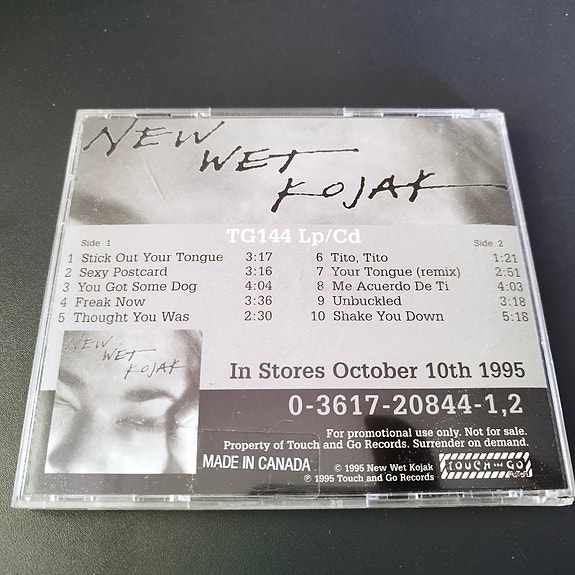 NEW
WET
KOJAK
TG144 Lp/Cd
Side 1
1 Stick Out Your Tongue 3:17
2 Sexy Postcard 3:16
3 You Got Some Dog 4:04
4 Freak Now 3:36
5 Thought You Was 2:30
Side 2
6 Tito, Tito 1:21
7 Your Tongue (remix) 2:51
8 Me Acuerdo De Ti 4:03
9 Unbuckled 3:18
10 Shake You Down 5:18
NEW
WET
KOJAK
In Stores October 10th 1995
0-3617-20844-1,2
For promotional use only. Not for sale.
Property of Touch and Go Records. Surrender on demand.
MADE IN CANADA
© 1995 New Wet Kojak
℗ 1995 Touch and Go Records
TOUCH and GO